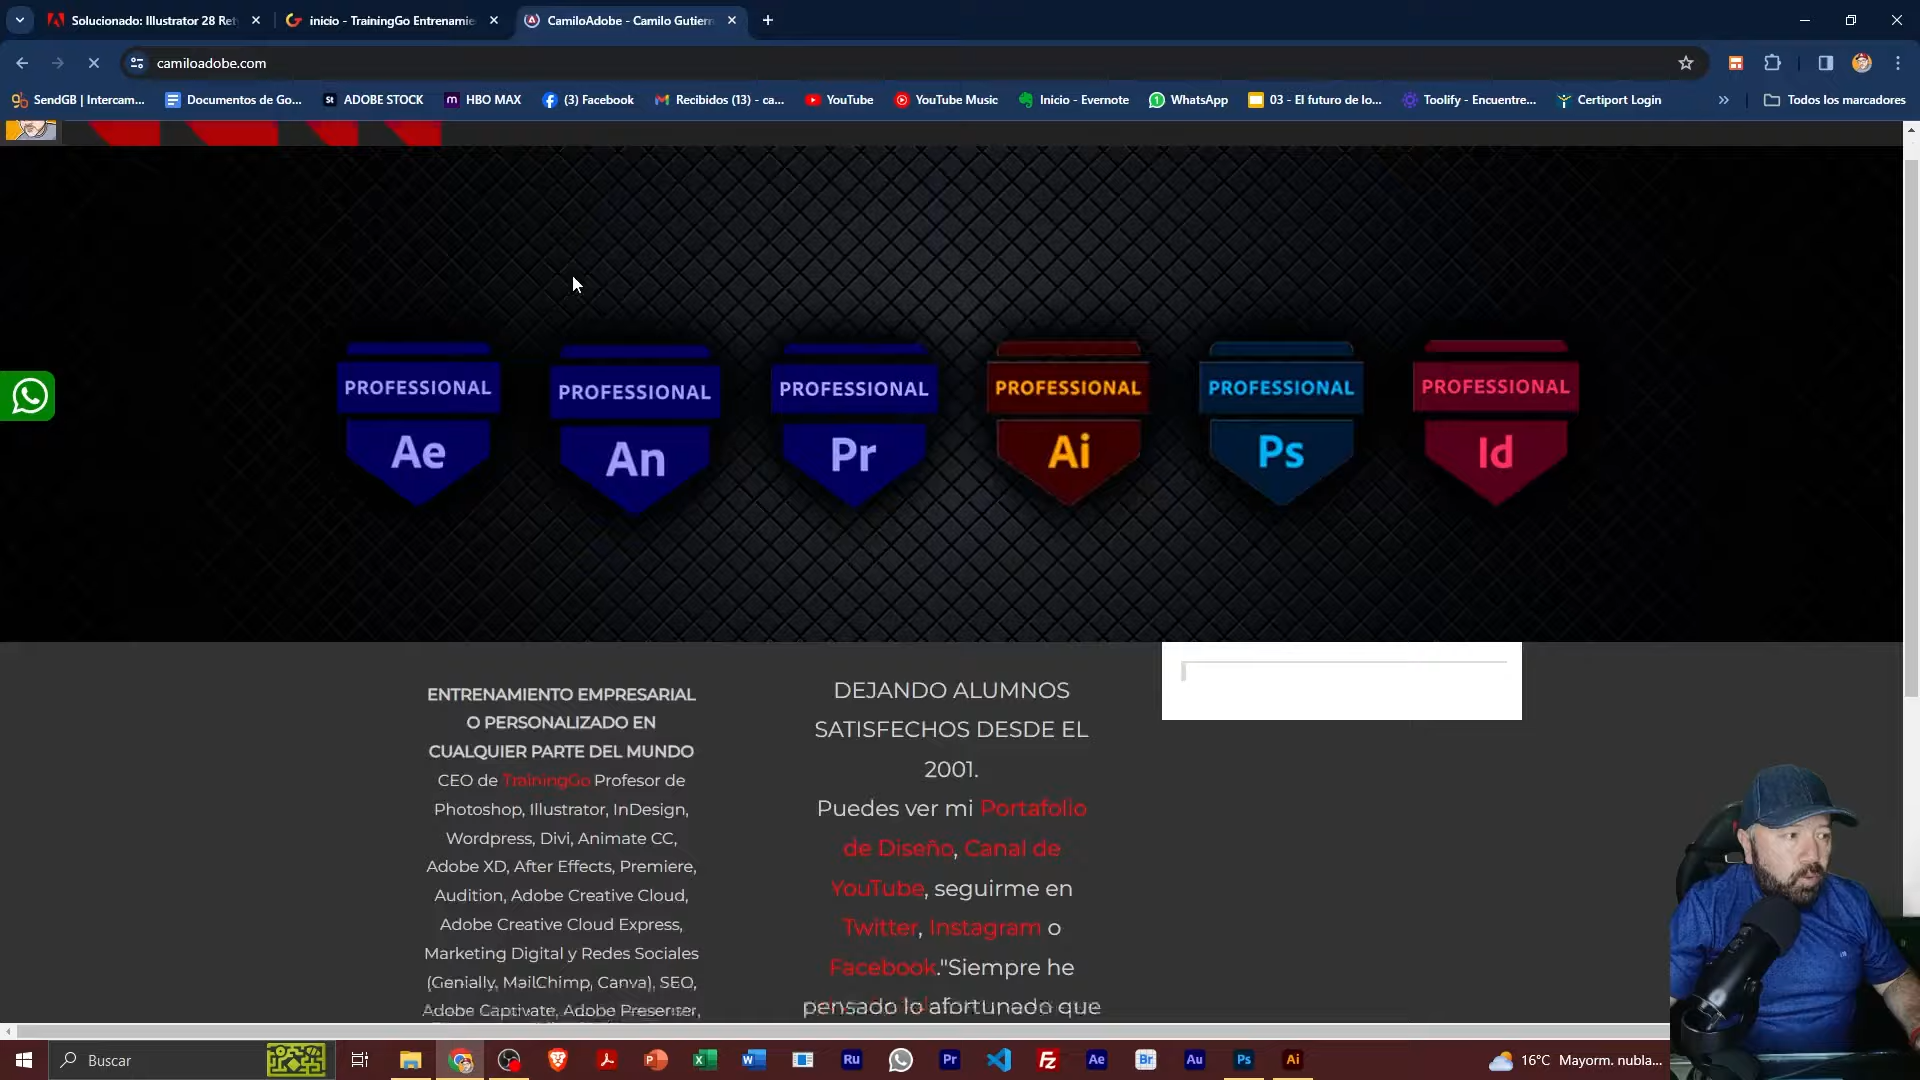 Solucionado: Illustrator 28 Ret
inicio - TrainingGo Entrenamie
CamiloAdobe - Camilo Gutierr
camiloadobe.com
SendGB | Intercam...
Documentos de Go...
ADOBE STOCK
HBO MAX
(3) Facebook
Recibidos (13) - ca...
YouTube
YouTube Music
Inicio - Evernote
WhatsApp
03 - El futuro de lo...
Toolify - Encuentre...
Certiport Login
»
Todos los marcadores
PROFESSIONAL
Ae
PROFESSIONAL
An
PROFESSIONAL
Pr
PROFESSIONAL
Ai
PROFESSIONAL
Ps
PROFESSIONAL
Id
ENTRENAMIENTO EMPRESARIAL
O PERSONALIZADO EN
CUALQUIER PARTE DEL MUNDO
CEO de TrainingGo Profesor de
Photoshop, Illustrator, InDesign,
Wordpress, Divi, Animate CC,
Adobe XD, After Effects, Premiere,
Audition, Adobe Creative Cloud,
Adobe Creative Cloud Express,
Marketing Digital y Redes Sociales
(Genially, MailChimp, Canva), SEO,
Adobe Captivate, Adobe Presenter,
DEJANDO ALUMNOS
SATISFECHOS DESDE EL
2001.
Puedes ver mi Portafolio
de Diseño, Canal de
YouTube, seguirme en
Twitter, Instagram o
Facebook."Siempre he
pensado lo afortunado que
Buscar
Ru
Pr
Ae
Br
Au
Ps
Ai
16°C Mayorm. nubla...